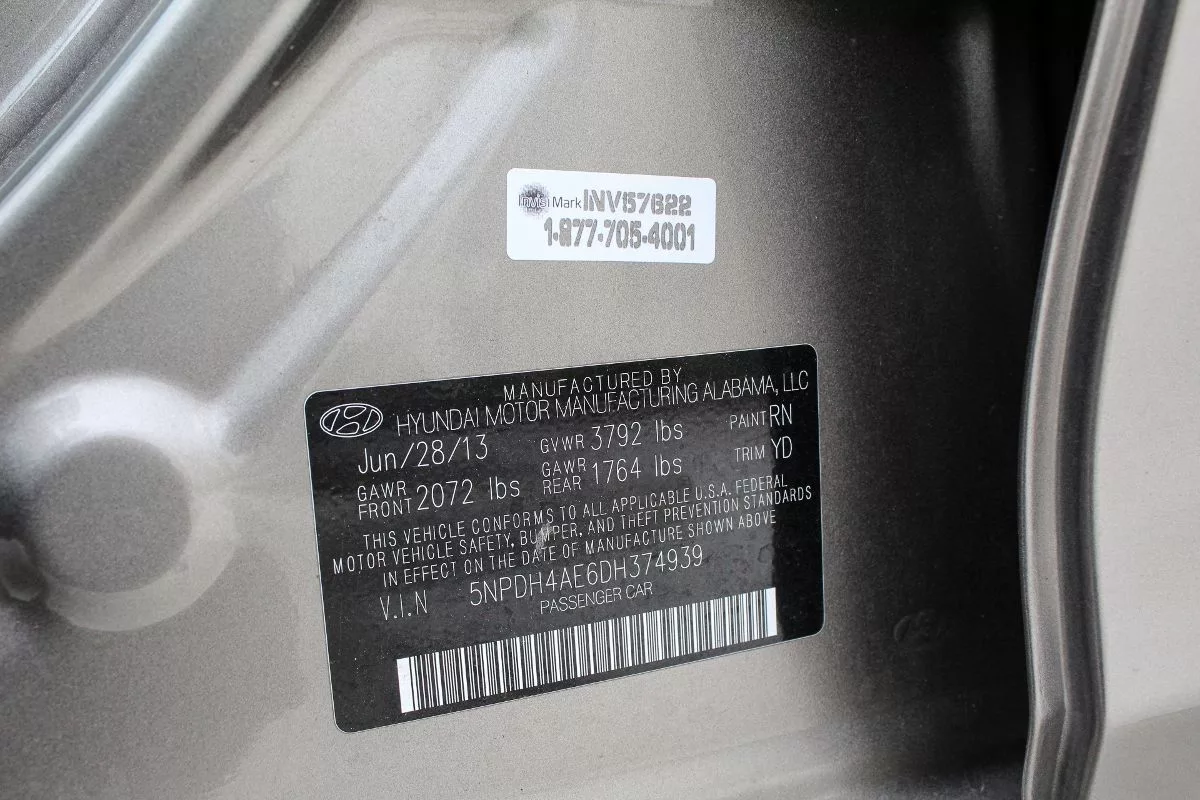 InVisi Mark INV57622
1-877-705-4001
MANUFACTURED BY
HYUNDAI MOTOR MANUFACTURING ALABAMA, LLC
Jun/28/13 GVWR 3792 lbs PAINT RN
GAWR FRONT 2072 lbs GAWR REAR 1764 lbs TRIM YD
THIS VEHICLE CONFORMS TO ALL APPLICABLE U.S.A. FEDERAL
MOTOR VEHICLE SAFETY, BUMPER, AND THEFT PREVENTION STANDARDS
IN EFFECT ON THE DATE OF MANUFACTURE SHOWN ABOVE
V.I.N 5NPDH4AE6DH374939
PASSENGER CAR